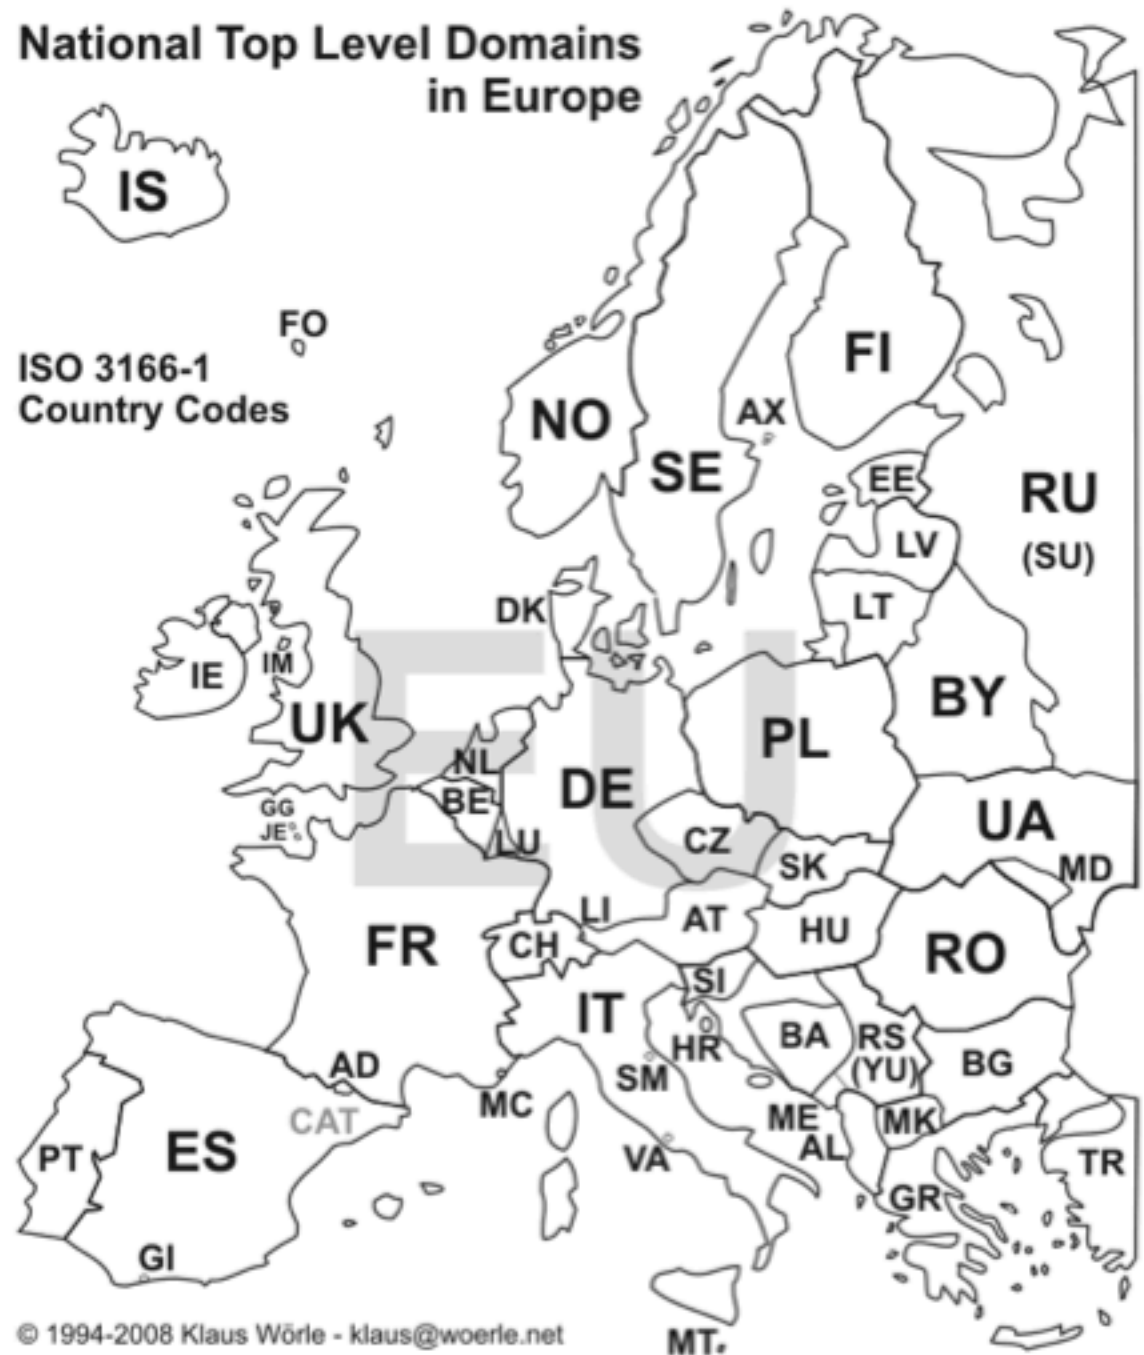 National Top Level Domains
in Europe
IS
FO
ISO 3166-1
Country Codes
NO
SE
FI
AX
EE
RU
(SU)
LV
LT
DK
IE
IM
UK
EU
BY
PL
NL
BE
DE
GG
JE
LU
CZ
SK
UA
MD
LI
AT
HU
FR
CH
RO
SI
IT
BA
RS
(YU)
HR
BG
AD
SM
MC
CAT
ME
MK
AL
PT
ES
VA
TR
GR
GI
© 1994-2008 Klaus Wörle - klaus@woerle.net
MT